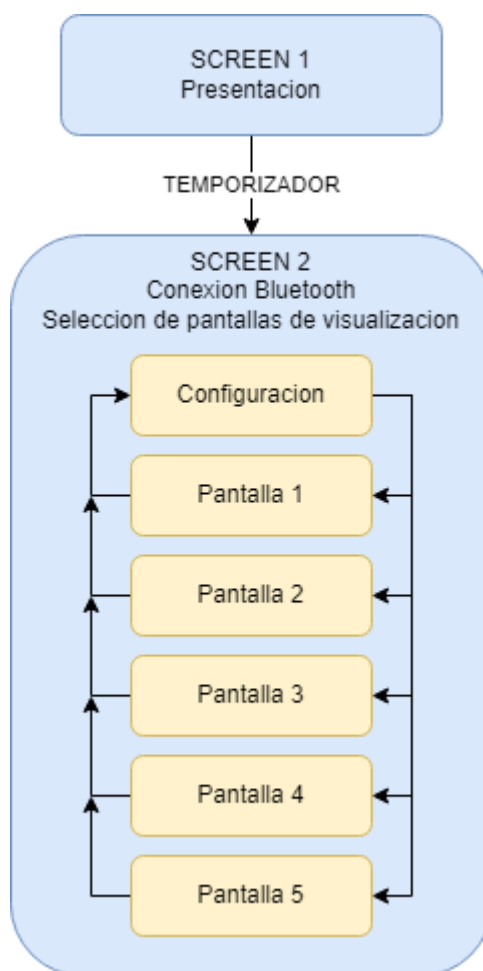 SCREEN 1
Presentacion
TEMPORIZADOR
SCREEN 2
Conexion Bluetooth
Seleccion de pantallas de visualizacion
Configuracion
Pantalla 1
Pantalla 2
Pantalla 3
Pantalla 4
Pantalla 5